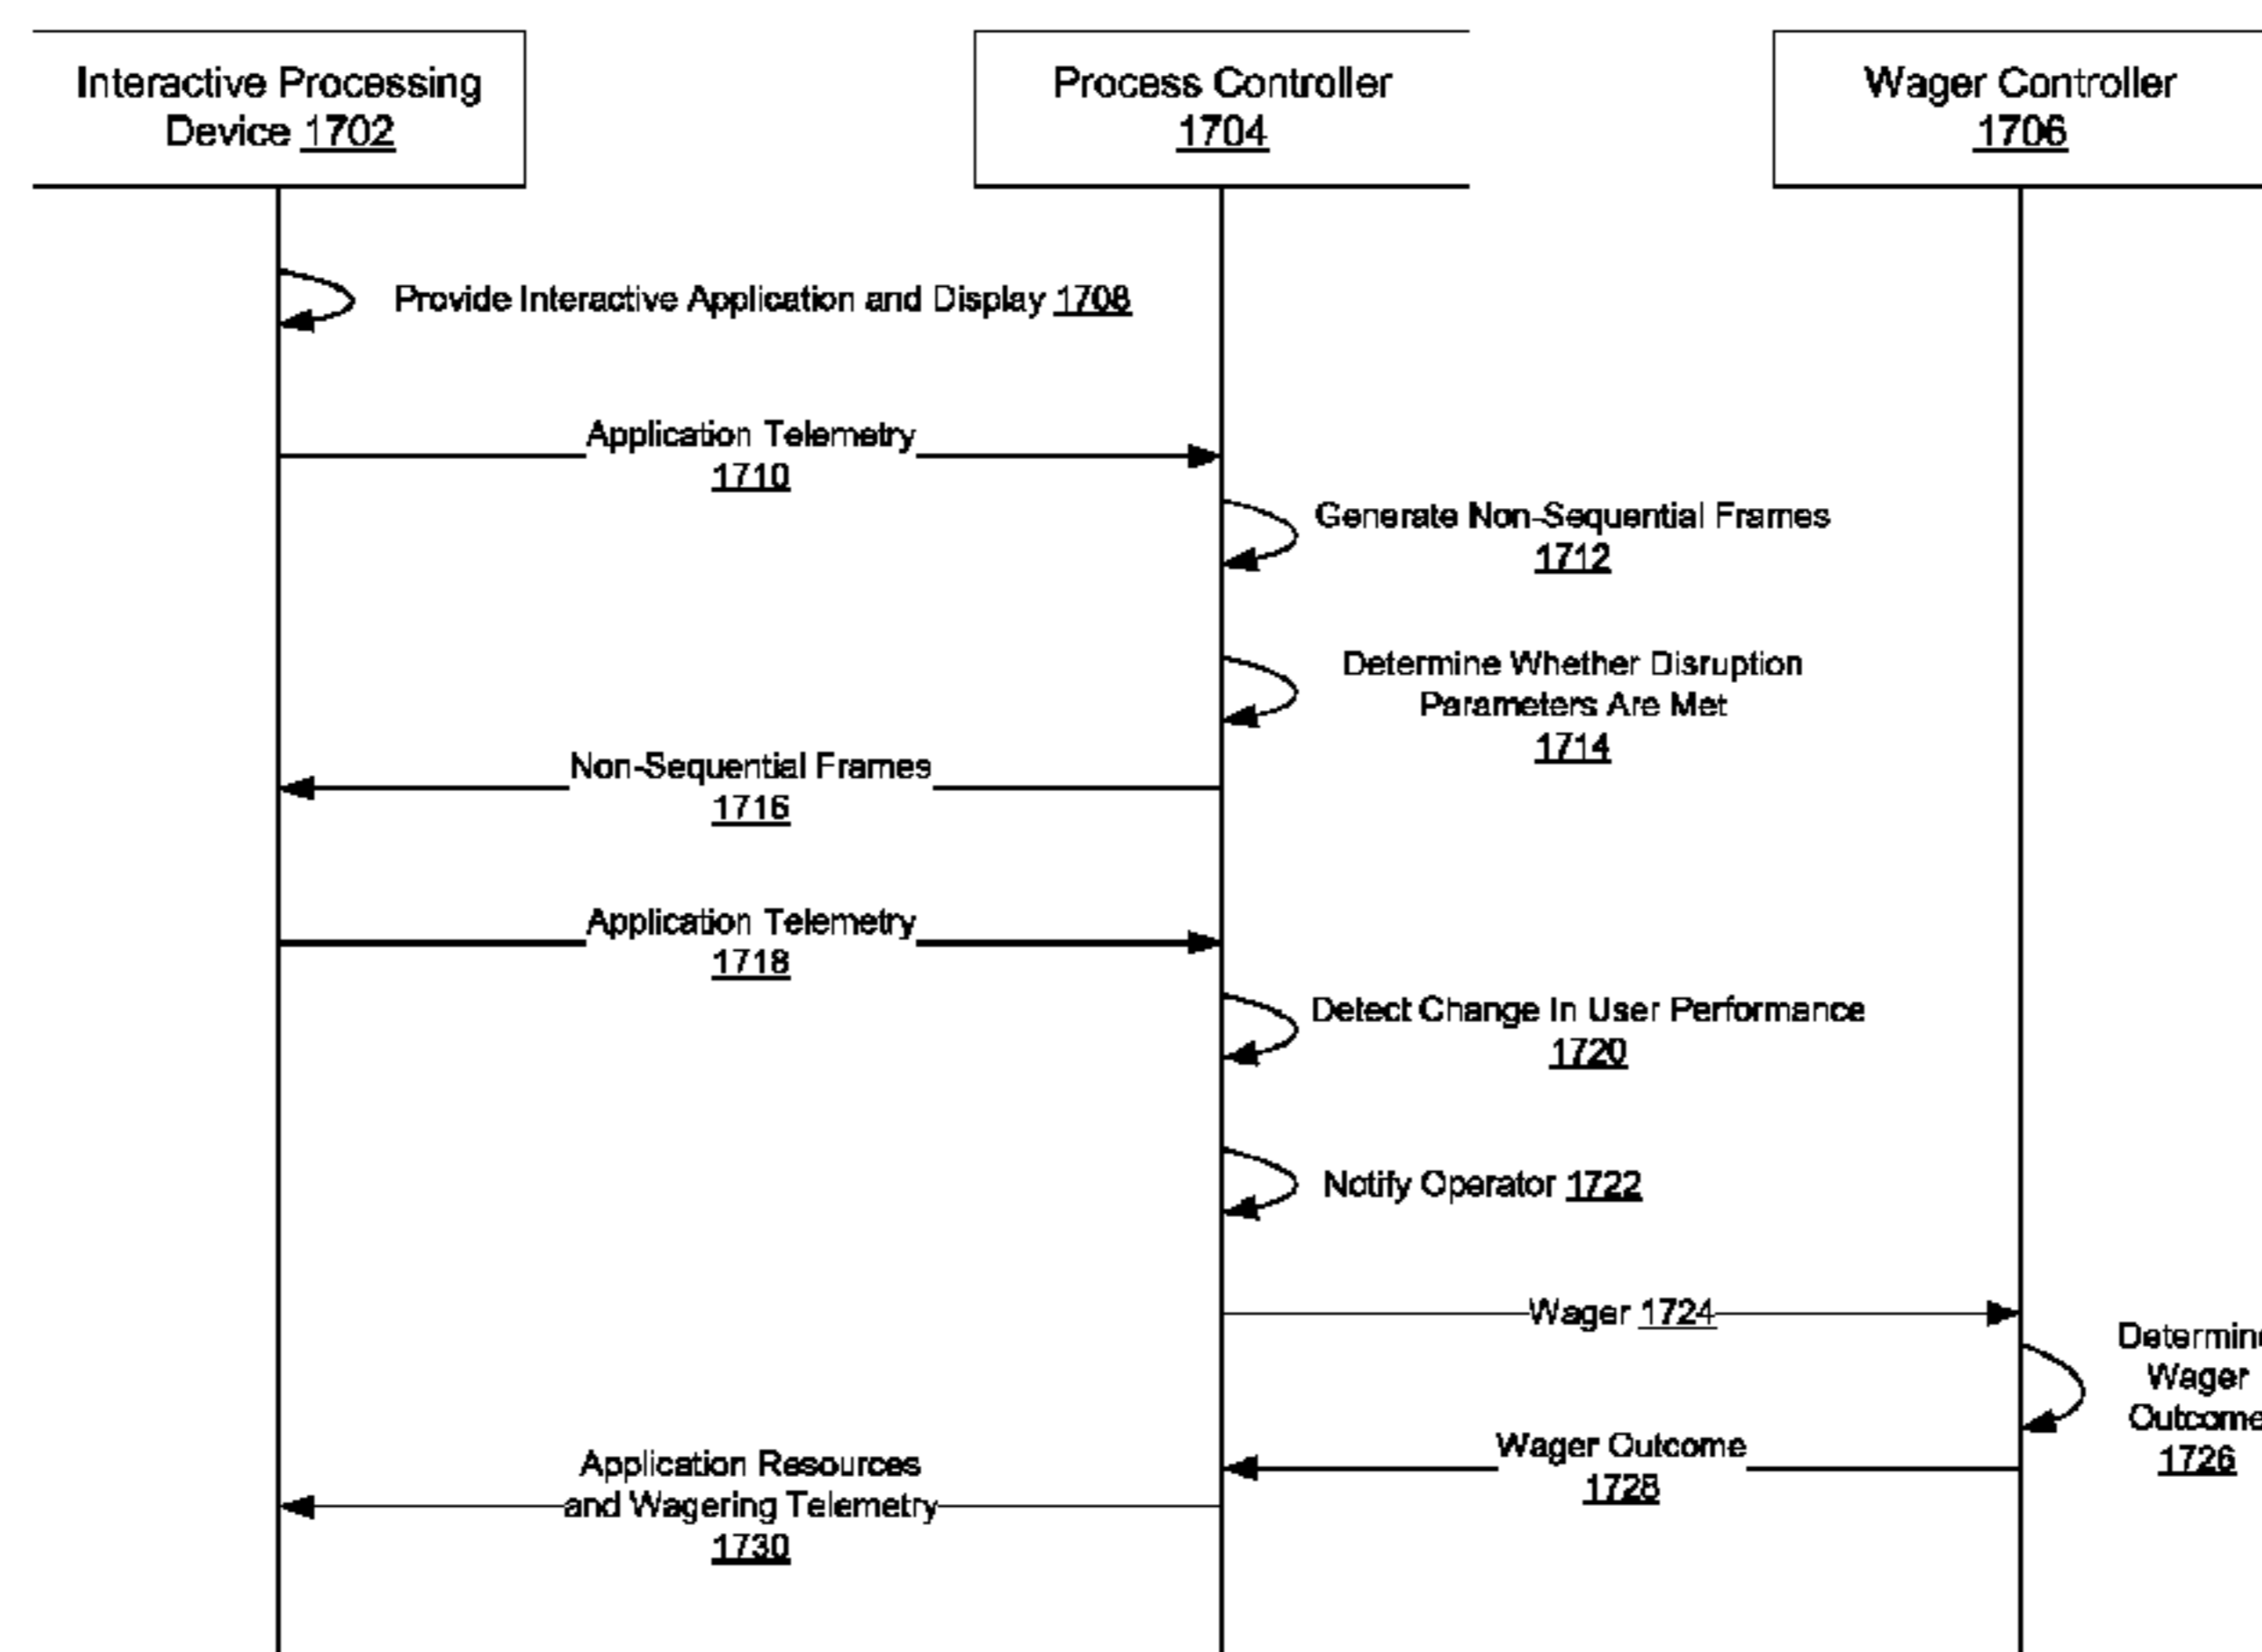 Interactive Processing
Device 1702
Process Controller
1704
Wager Controller
1706
Provide Interactive Application and Display 1708
Application Telemetry
1710
Generate Non-Sequential Frames
1712
Determine Whether Disruption
Parameters Are Met
1714
Non-Sequential Frames
1716
Application Telemetry
1718
Detect Change In User Performance
1720
Notify Operator 1722
Wager 1724
Determine
Wager
Outcome
1726
Wager Outcome
1728
Application Resources
and Wagering Telemetry
1730